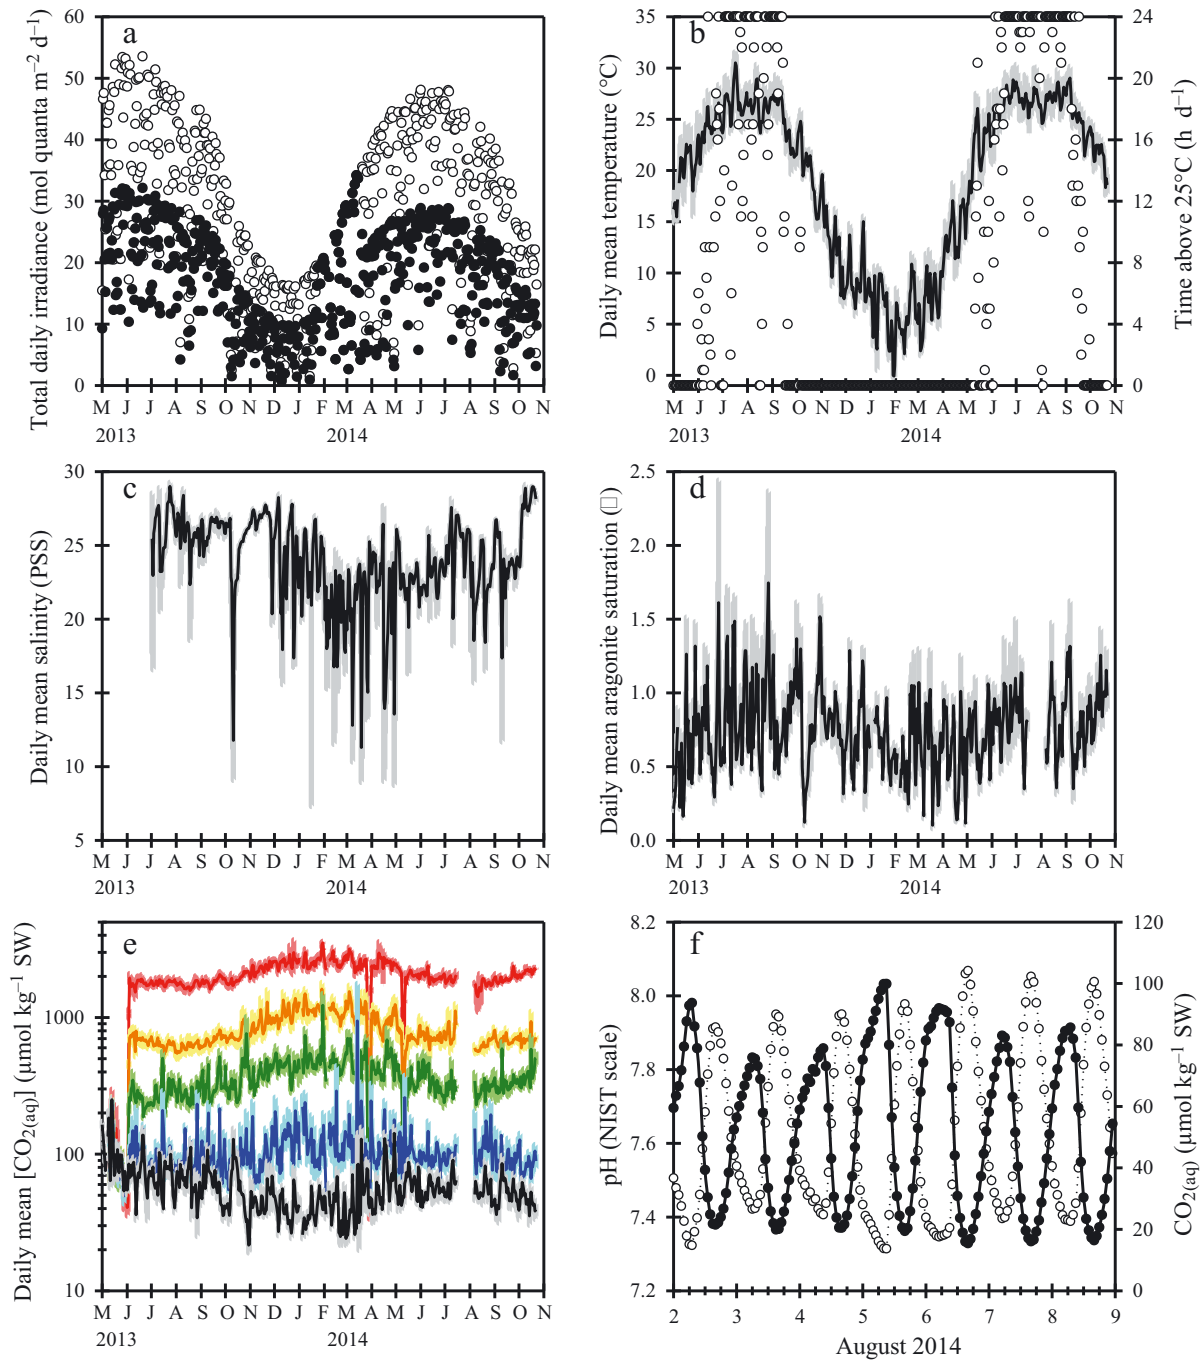 a
Total daily irradiance (mol quanta m⁻² d⁻¹)
60
50
40
30
20
10
0
M J J A S O N D J F M A M J J A S O N
2013 2014
b
Daily mean temperature (°C)
35
30
25
20
15
10
5
0
Time above 25°C (h d⁻¹)
24
20
16
12
8
4
0
M J J A S O N D J F M A M J J A S O N
2013 2014
c
Daily mean salinity (PSS)
30
25
20
15
10
5
M J J A S O N D J F M A M J J A S O N
2013 2014
d
Daily mean aragonite saturation (□)
2.5
2.0
1.5
1.0
0.5
0.0
M J J A S O N D J F M A M J J A S O N
2013 2014
e
Daily mean [CO₂₍aq₎] (µmol kg⁻¹ SW)
1000
100
10
M J J A S O N D J F M A M J J A S O N
2013 2014
f
pH (NIST scale)
8.2
8.0
7.8
7.6
7.4
7.2
CO₂₍aq₎ (µmol kg⁻¹ SW)
120
100
80
60
40
20
0
2 3 4 5 6 7 8 9
August 2014